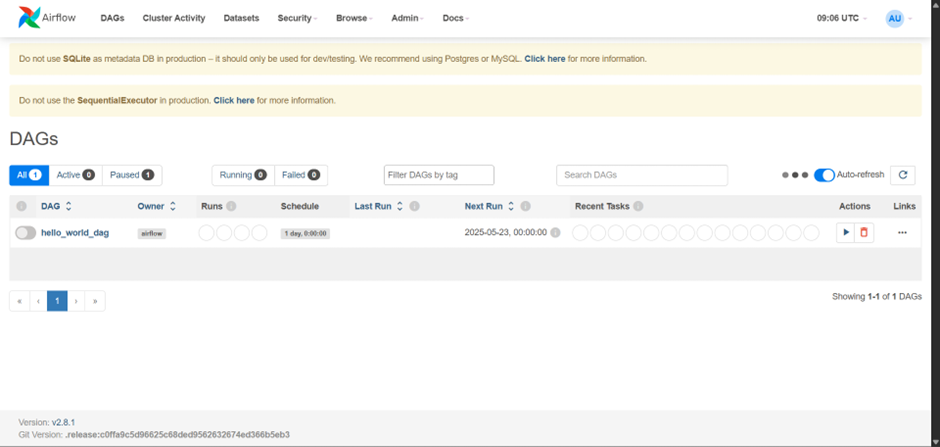 Airflow DAGs Cluster Activity Datasets Security Browse Admin Docs 09:06 UTC AU
Do not use SQLite as metadata DB in production – it should only be used for dev/testing. We recommend using Postgres or MySQL. Click here for more information.
Do not use the SequentialExecutor in production. Click here for more information.
DAGs
All 1 Active 0 Paused 1 Running 0 Failed 0 Filter DAGs by tag Search DAGs Auto-refresh
DAG Owner Runs Schedule Last Run Next Run Recent Tasks Actions Links
hello_world_dag airflow 1 day, 0:00:00 2025-05-23, 00:00:00
« ‹ 1 › » Showing 1-1 of 1 DAGs
Version: v2.8.1
Git Version: .release:c0ffa9c5d96625c68ded9562632674ed366b5eb3